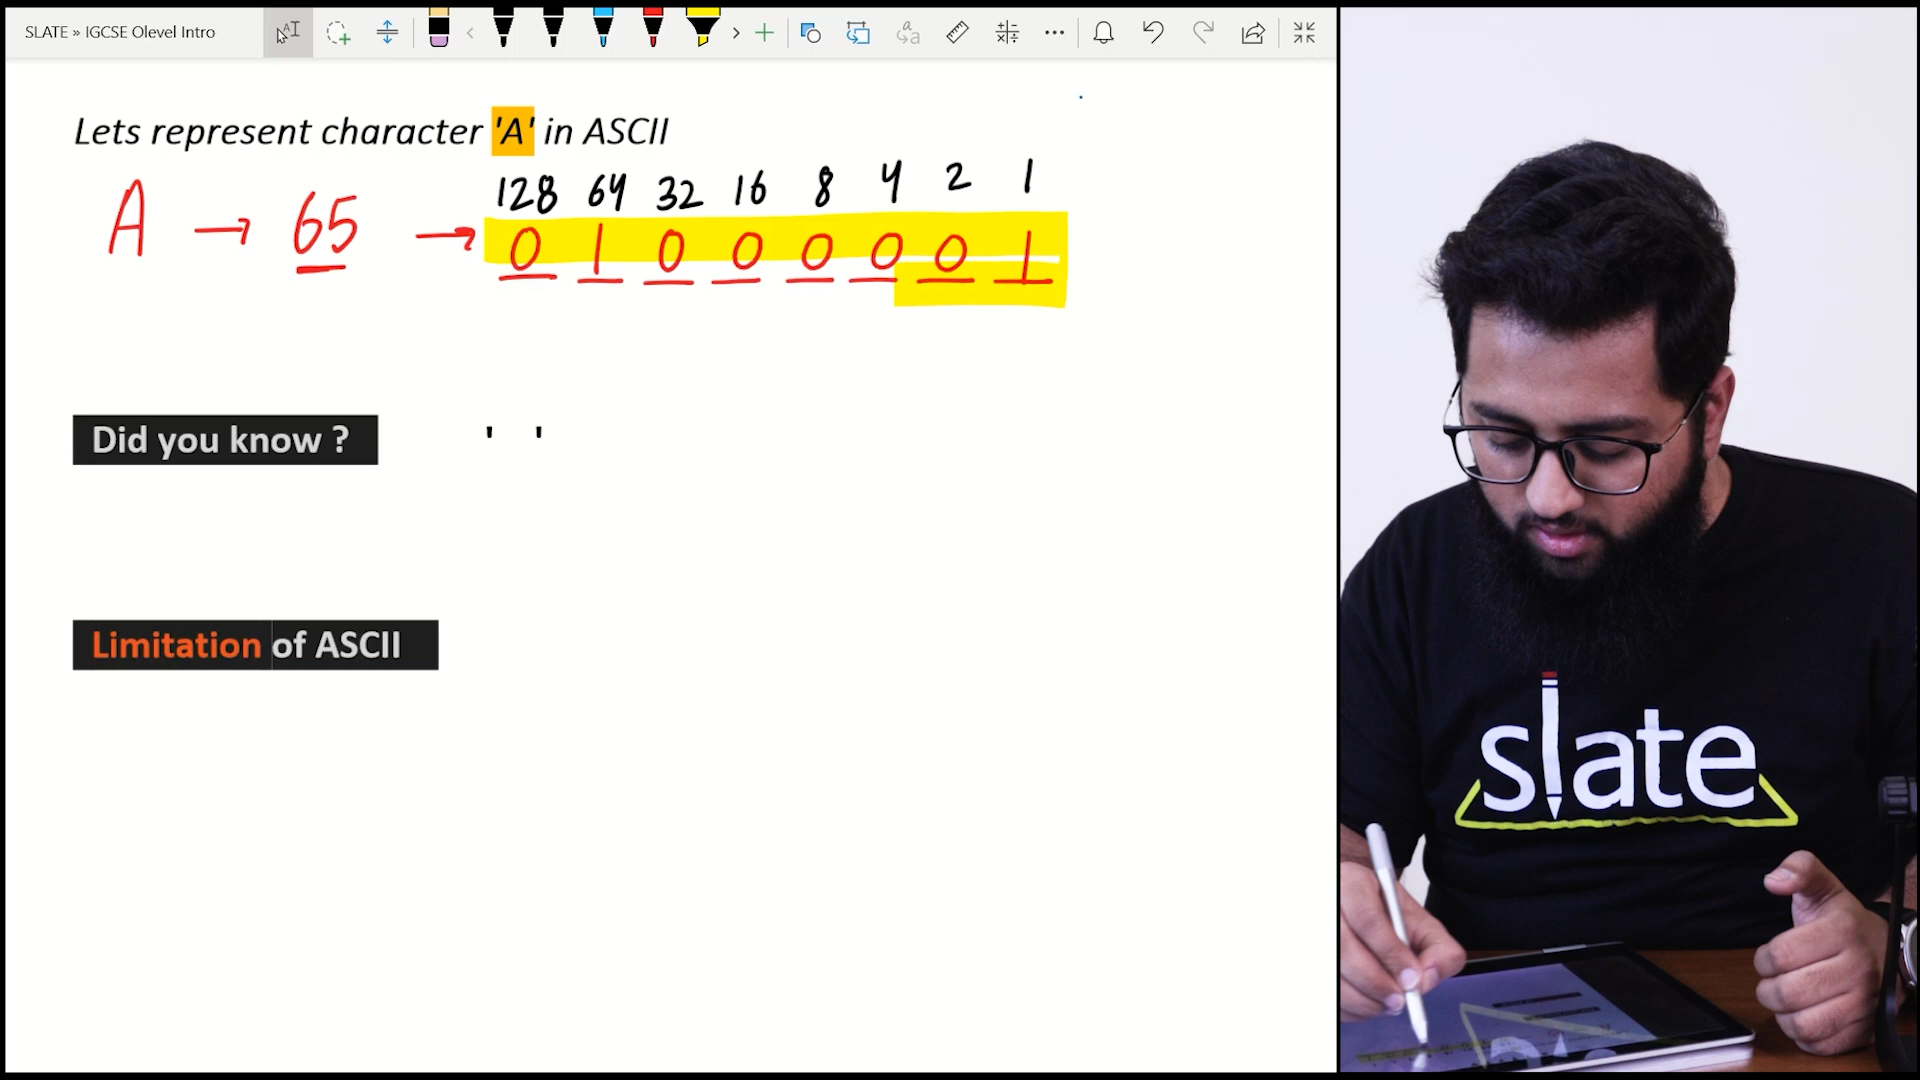 SLATE » IGCSE Olevel Intro
Lets represent character 'A' in ASCII
128 64 32 16 8 4 2 1
A → 65 → 0 1 0 0 0 0 0 1
Did you know ? ' '
Limitation of ASCII
slate